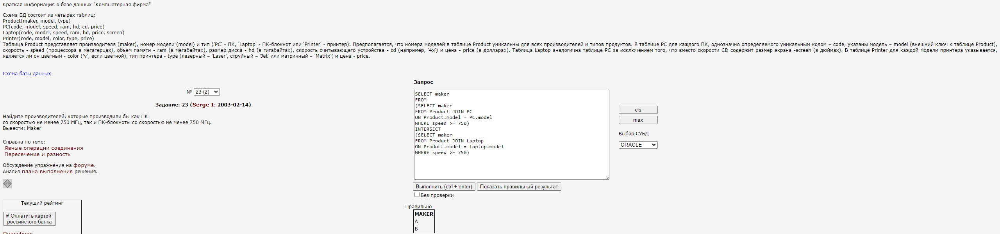 Краткая информация о базе данных "Компьютерная фирма"
Схема БД состоит из четырех таблиц:
Product(maker, model, type)
PC(code, model, speed, ram, hd, cd, price)
Laptop(code, model, speed, ram, hd, price, screen)
Printer(code, model, color, type, price)
Таблица Product представляет производителя (maker), номер модели (model) и тип ('PC' - ПК, 'Laptop' - ПК-блокнот или 'Printer' - принтер). Предполагается, что номера моделей в таблице Product уникальны для всех производителей и типов продуктов. В таблице PC для каждого ПК, однозначно определяемого уникальным кодом – code, указаны модель – model (внешний ключ к таблице Product),
скорость - speed (процессора в мегагерцах), объем памяти - ram (в мегабайтах), размер диска - hd (в гигабайтах), скорость считывающего устройства - cd (например, '4x') и цена - price (в долларах). Таблица Laptop аналогична таблице PC за исключением того, что вместо скорости CD содержит размер экрана -screen (в дюймах). В таблице Printer для каждой модели принтера указывается,
является ли он цветным - color ('y', если цветной), тип принтера - type (лазерный – 'Laser', струйный – 'Jet' или матричный – 'Matrix') и цена - price.
Схема базы данных
№ 23 (2)
Задание: 23 (Serge I: 2003-02-14)
Найдите производителей, которые производили бы как ПК
со скоростью не менее 750 МГц, так и ПК-блокноты со скоростью не менее 750 МГц.
Вывести: Maker
Справка по теме:
Явные операции соединения
Пересечение и разность
Обсуждение упражнения на форуме.
Анализ плана выполнения решения.
Текущий рейтинг
₽ Оплатить картой
российского банка
Подробнее
Запрос
SELECT maker
FROM
(SELECT maker
FROM Product JOIN PC
ON Product.model = PC.model
WHERE speed >= 750)
INTERSECT
(SELECT maker
FROM Product JOIN Laptop
ON Product.model = Laptop.model
WHERE speed >= 750)
cls
max
Выбор СУБД
ORACLE
Выполнить (ctrl + enter) Показать правильный результат
Без проверки
Правильно
MAKER
A
B